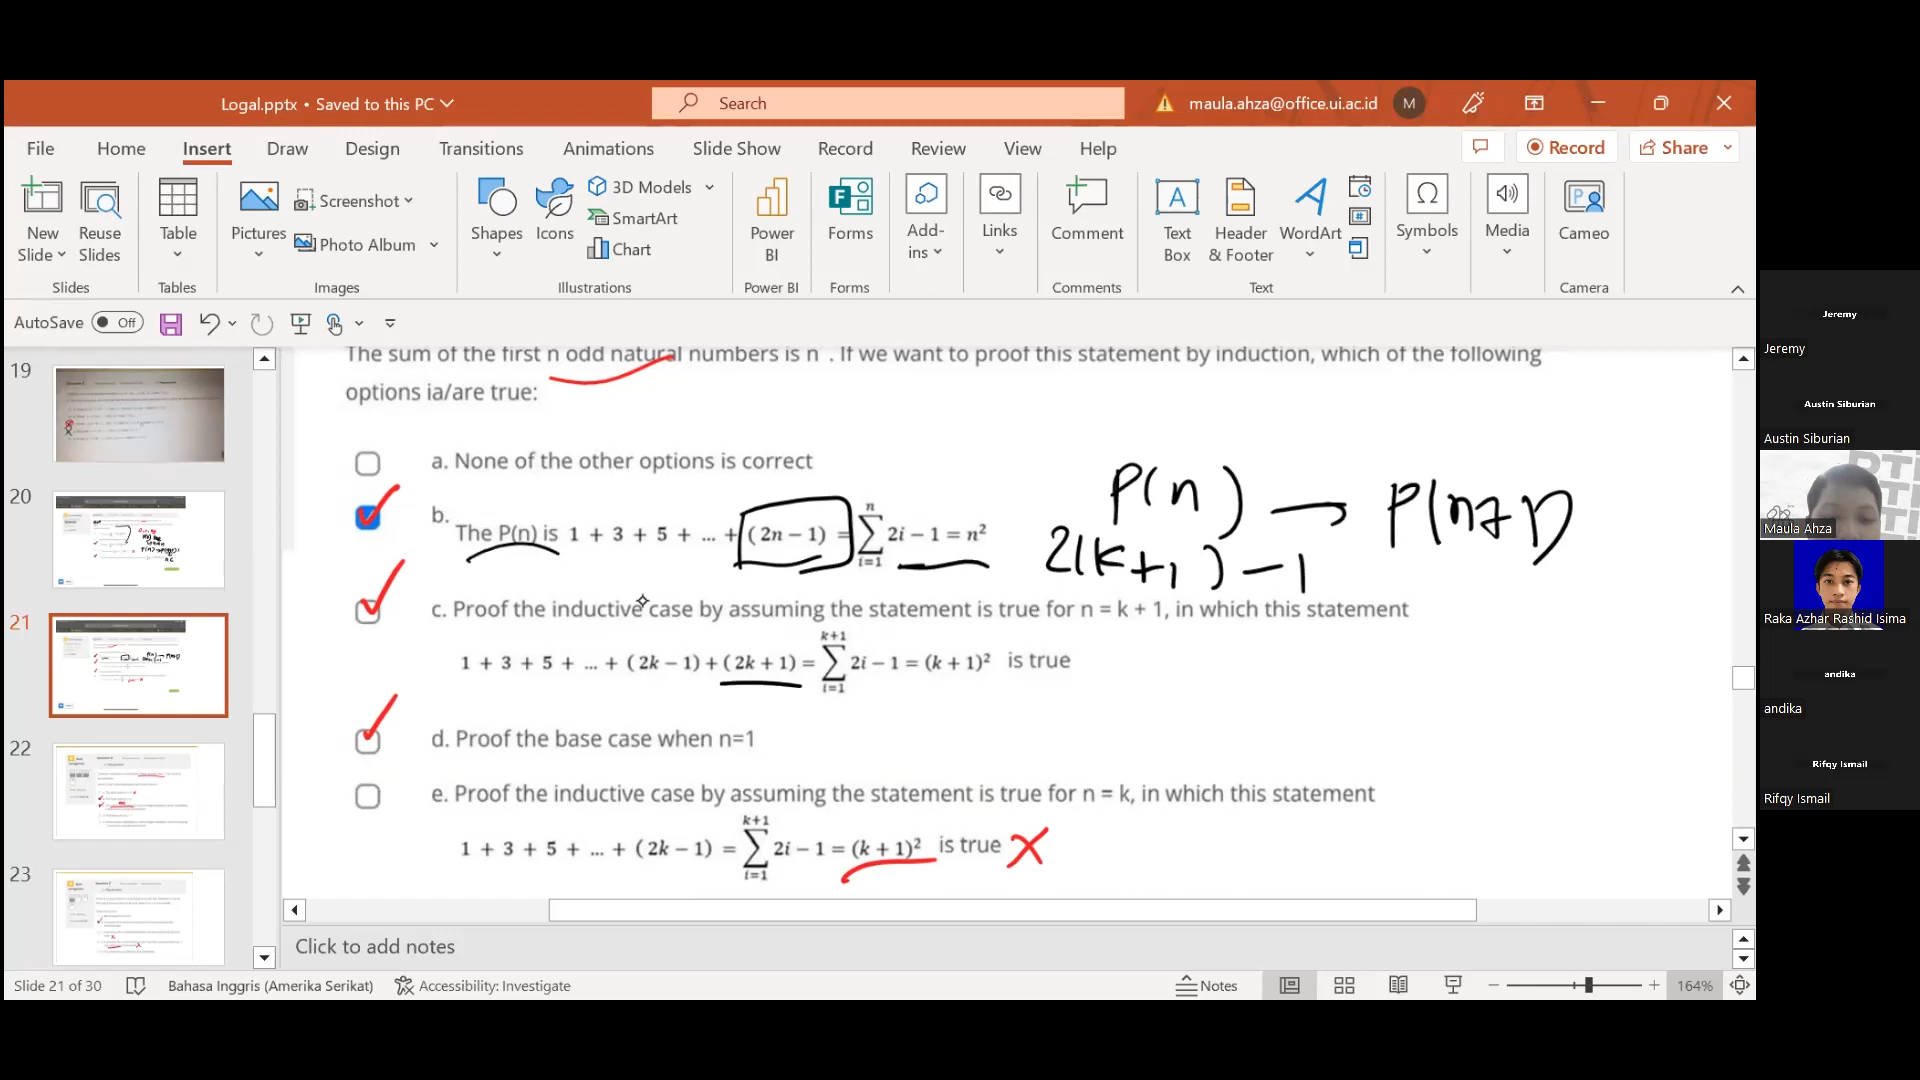 Logal.pptx • Saved to this PC
Search
maula.ahza@office.ui.ac.id
M
File Home Insert Draw Design Transitions Animations Slide Show Record Review View Help
Record
Share
New Slide
Reuse Slides
Table
Pictures
Screenshot
Photo Album
Shapes
Icons
3D Models
SmartArt
Chart
Power BI
Forms
Add-ins
Links
Comment
Text Box
Header & Footer
WordArt
Symbols
Media
Cameo
Slides Tables Images Illustrations Power BI Forms Comments Text Camera
AutoSave Off
19
20
21
22
23
The sum of the first n odd natural numbers is n . If we want to proof this statement by induction, which of the following
options ia/are true:
a. None of the other options is correct
b. The P(n) is 1 + 3 + 5 + ... + (2n − 1) = ∑ i=1 n 2i − 1 = n²
P(n) → P(n+1)
2(k+1) − 1
c. Proof the inductive case by assuming the statement is true for n = k + 1, in which this statement
1 + 3 + 5 + ... + (2k − 1) + (2k + 1) = ∑ i=1 k+1 2i − 1 = (k + 1)² is true
d. Proof the base case when n=1
e. Proof the inductive case by assuming the statement is true for n = k, in which this statement
1 + 3 + 5 + ... + (2k − 1) = ∑ i=1 k+1 2i − 1 = (k + 1)² is true X
Click to add notes
Slide 21 of 30
Bahasa Inggris (Amerika Serikat)
Accessibility: Investigate
Notes
164%
Jeremy
Jeremy
Austin Siburian
Austin Siburian
Maula Ahza
Raka Azhar Rashid Isima
andika
andika
Rifqy Ismail
Rifqy Ismail